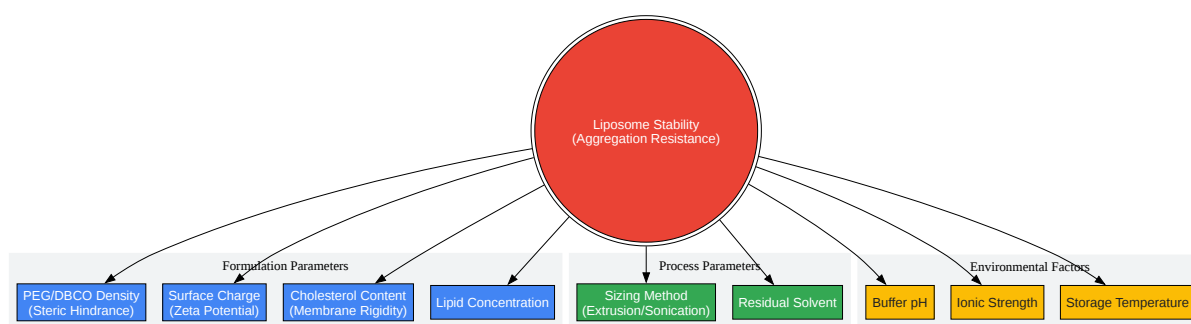 Liposome Stability
(Aggregation Resistance)
Formulation Parameters
Process Parameters
Environmental Factors
PEG/DBCO Density
(Steric Hindrance)
Surface Charge
(Zeta Potential)
Cholesterol Content
(Membrane Rigidity)
Lipid Concentration
Sizing Method
(Extrusion/Sonication)
Residual Solvent
Buffer pH
Ionic Strength
Storage Temperature